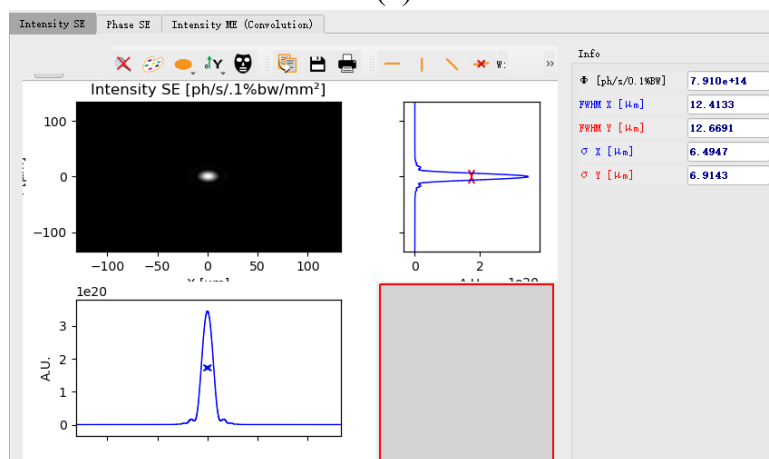 Intensity SE Phase SE Intensity ME (Convolution)
Y W: »
Intensity SE [ph/s/.1%bw/mm²]
100
0
−100
−100 −50 0 50 100
0 2
1e20
3
2
1
0
A.U.
Info
Φ [ph/s/0.1%BW] 7.910e+14
FWHM X [μm] 12.4133
FWHM Y [μm] 12.6691
σ X [μm] 6.4947
σ Y [μm] 6.9143